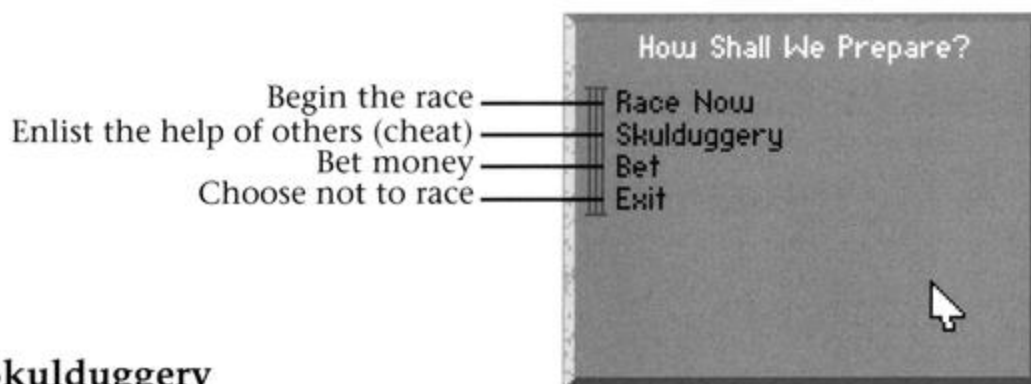 How Shall We Prepare?
Begin the race Race Now
Enlist the help of others (cheat) Skulduggery
Bet money Bet
Choose not to race Exit
Skulduggery